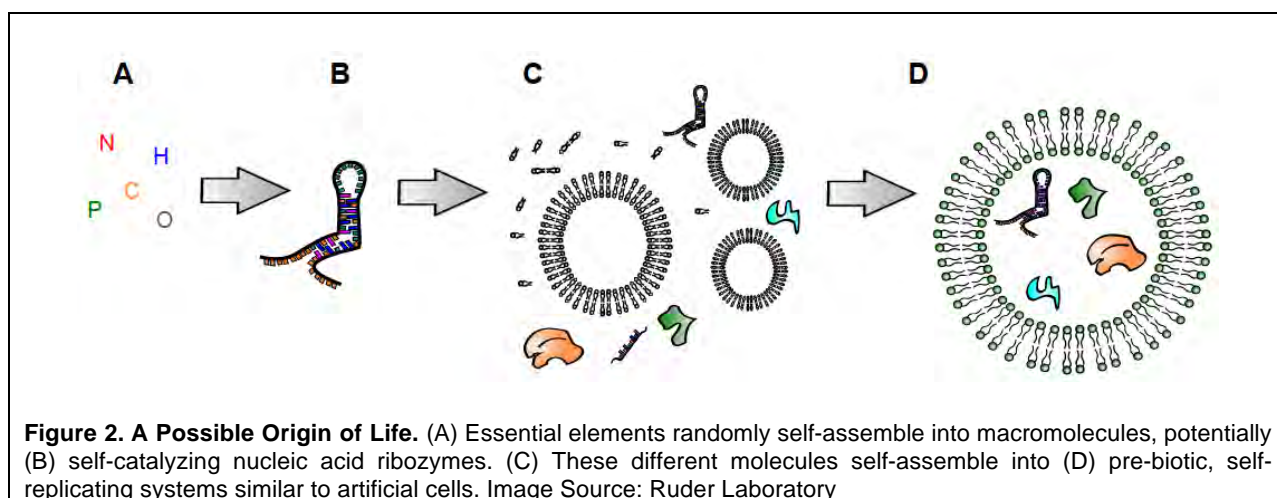 A B C D
N
H
C
P
O
Figure 2. A Possible Origin of Life. (A) Essential elements randomly self-assemble into macromolecules, potentially
(B) self-catalyzing nucleic acid ribozymes. (C) These different molecules self-assemble into (D) pre-biotic, self-
replicating systems similar to artificial cells. Image Source: Ruder Laboratory